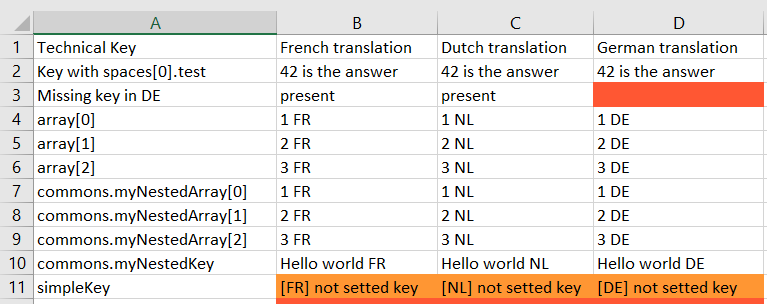 A B C D
1 Technical Key French translation Dutch translation German translation
2 Key with spaces[0].test 42 is the answer 42 is the answer 42 is the answer
3 Missing key in DE present present
4 array[0] 1 FR 1 NL 1 DE
5 array[1] 2 FR 2 NL 2 DE
6 array[2] 3 FR 3 NL 3 DE
7 commons.myNestedArray[0] 1 FR 1 NL 1 DE
8 commons.myNestedArray[1] 2 FR 2 NL 2 DE
9 commons.myNestedArray[2] 3 FR 3 NL 3 DE
10 commons.myNestedKey Hello world FR Hello world NL Hello world DE
11 simpleKey [FR] not setted key [NL] not setted key [DE] not setted key